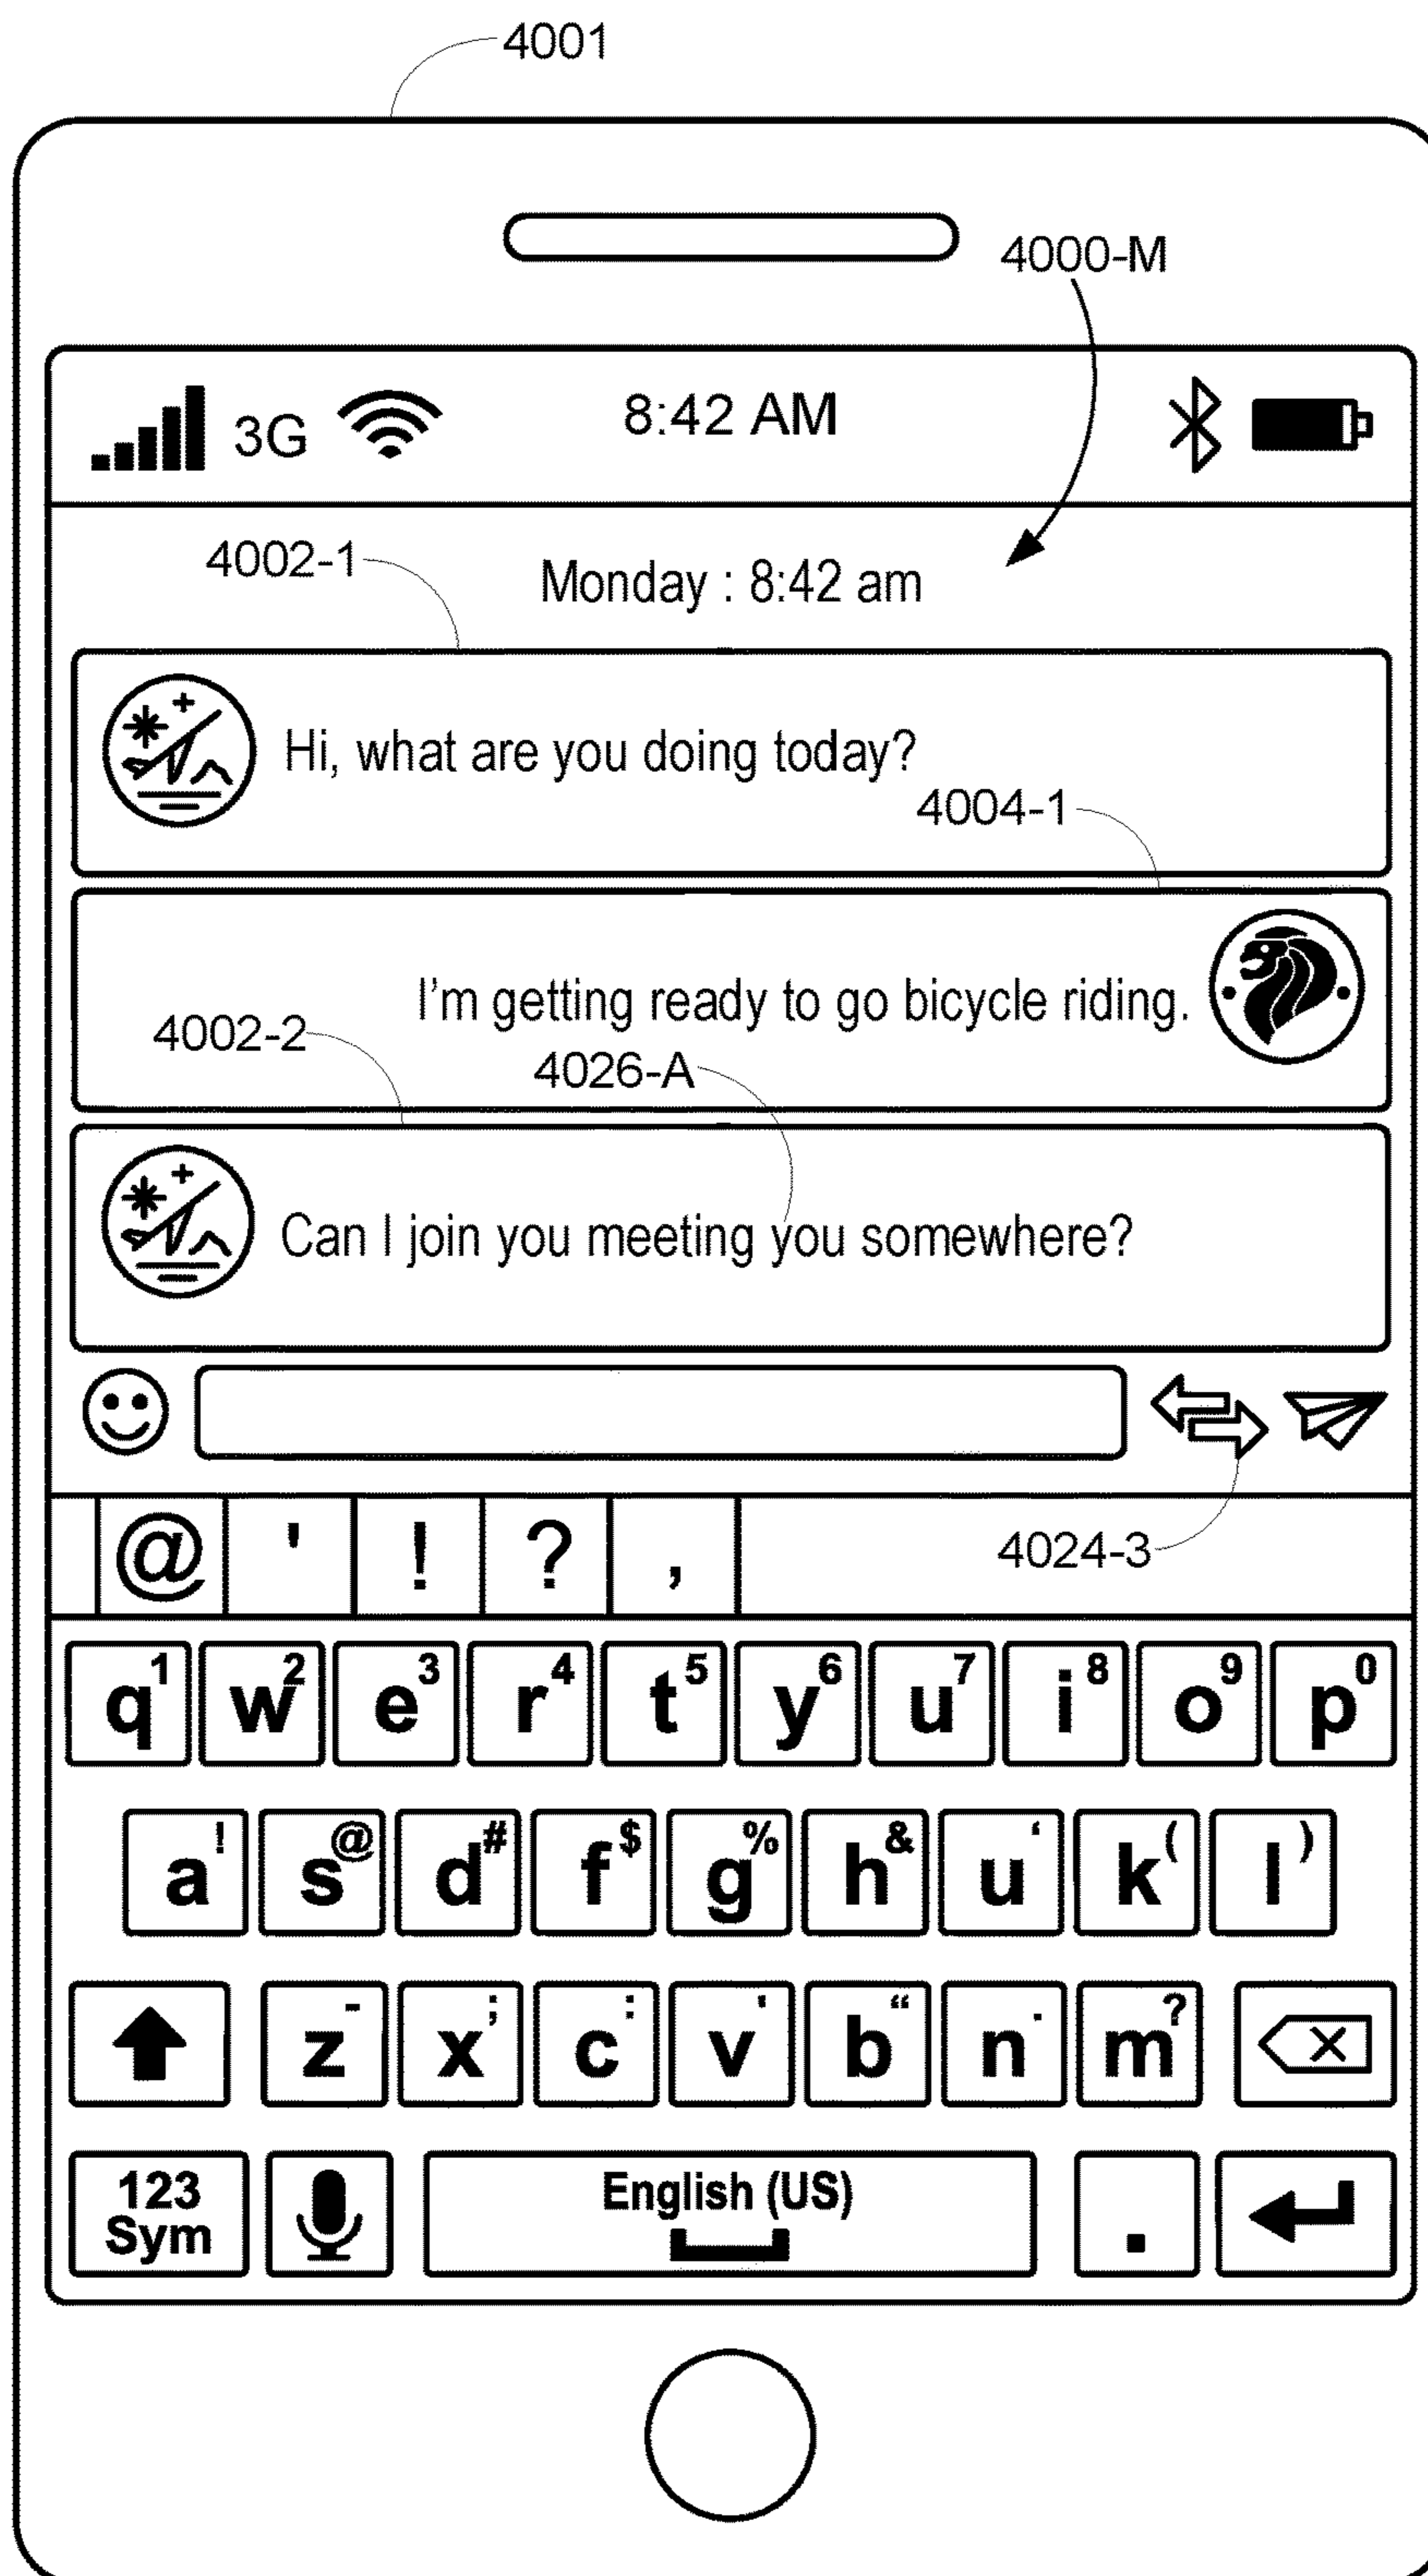 4001
4000-M
3G 8:42 AM
4002-1
Monday : 8:42 am
Hi, what are you doing today?
4004-1
I'm getting ready to go bicycle riding.
4002-2
4026-A
Can I join you meeting you somewhere?
@ ' ! ? ,
4024-3
q1 w2 e3 r4 t5 y6 u7 i8 o9 p0
a! s@ d# f$ g% h& u‘ k( l)
z- x; c: v' b“ n. m?
123
Sym
English (US)
.